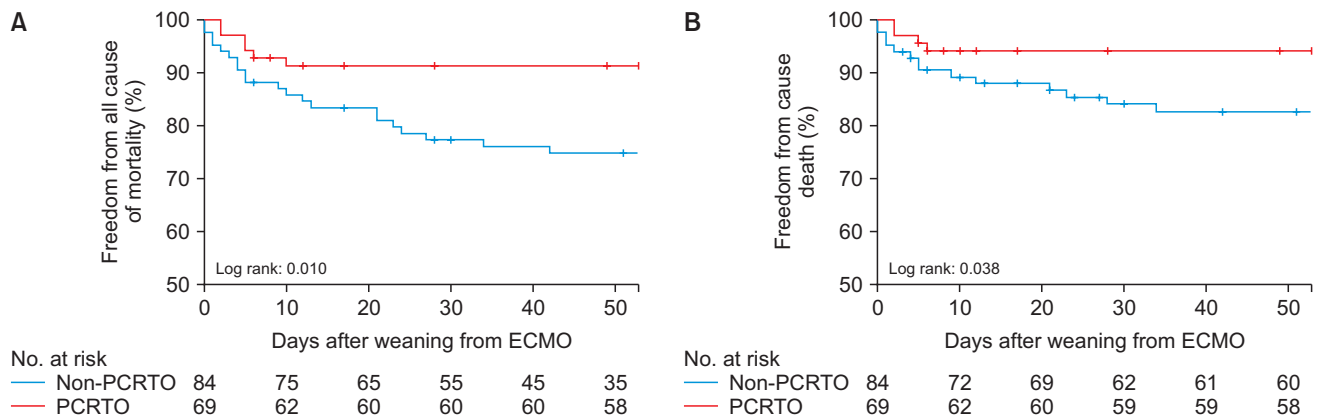 A
Freedom from all cause
of mortality (%)
100
90
80
70
60
50
Log rank: 0.010
0 10 20 30 40 50
Days after weaning from ECMO
No. at risk
Non-PCRTO 84 75 65 55 45 35
PCRTO 69 62 60 60 60 58
B
Freedom from cause
death (%)
100
90
80
70
60
50
Log rank: 0.038
0 10 20 30 40 50
Days after weaning from ECMO
No. at risk
Non-PCRTO 84 72 69 62 61 60
PCRTO 69 62 60 59 59 58